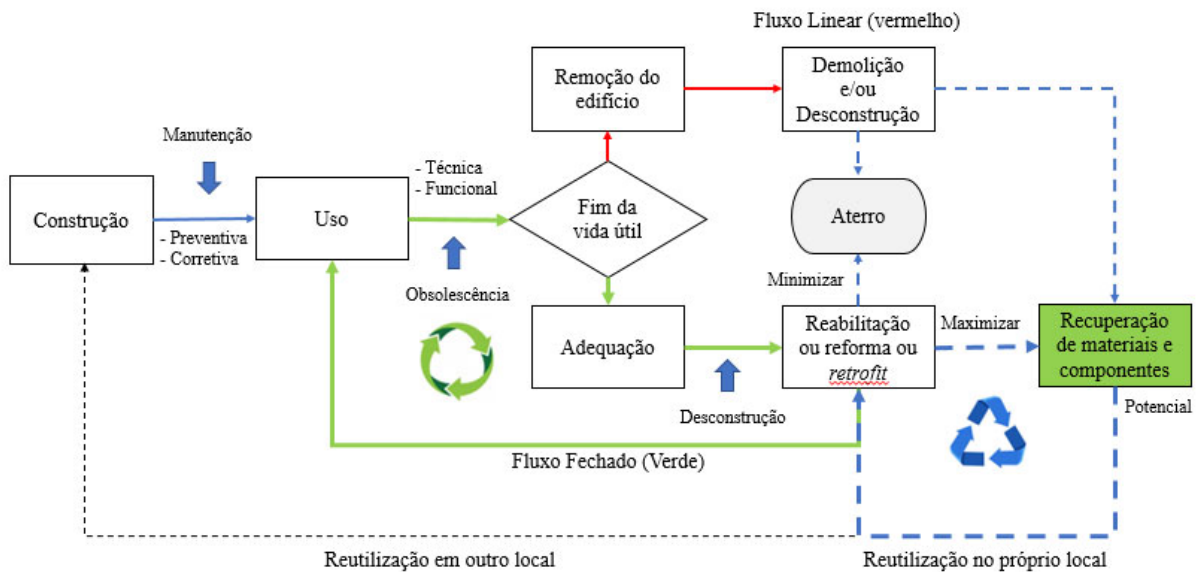 Fluxo Linear (vermelho)
Remoção do
edifício
Demolição
e/ou
Desconstrução
Manutenção
- Técnica
- Funcional
Construção
- Preventiva
- Corretiva
Uso
Fim da
vida útil
Aterro
Obsolescência
Minimizar
Adequação
Reabilitação
ou reforma ou
retrofit
Maximizar
Recuperação
de materiais e
componentes
Desconstrução
Potencial
Fluxo Fechado (Verde)
Reutilização em outro local
Reutilização no próprio local